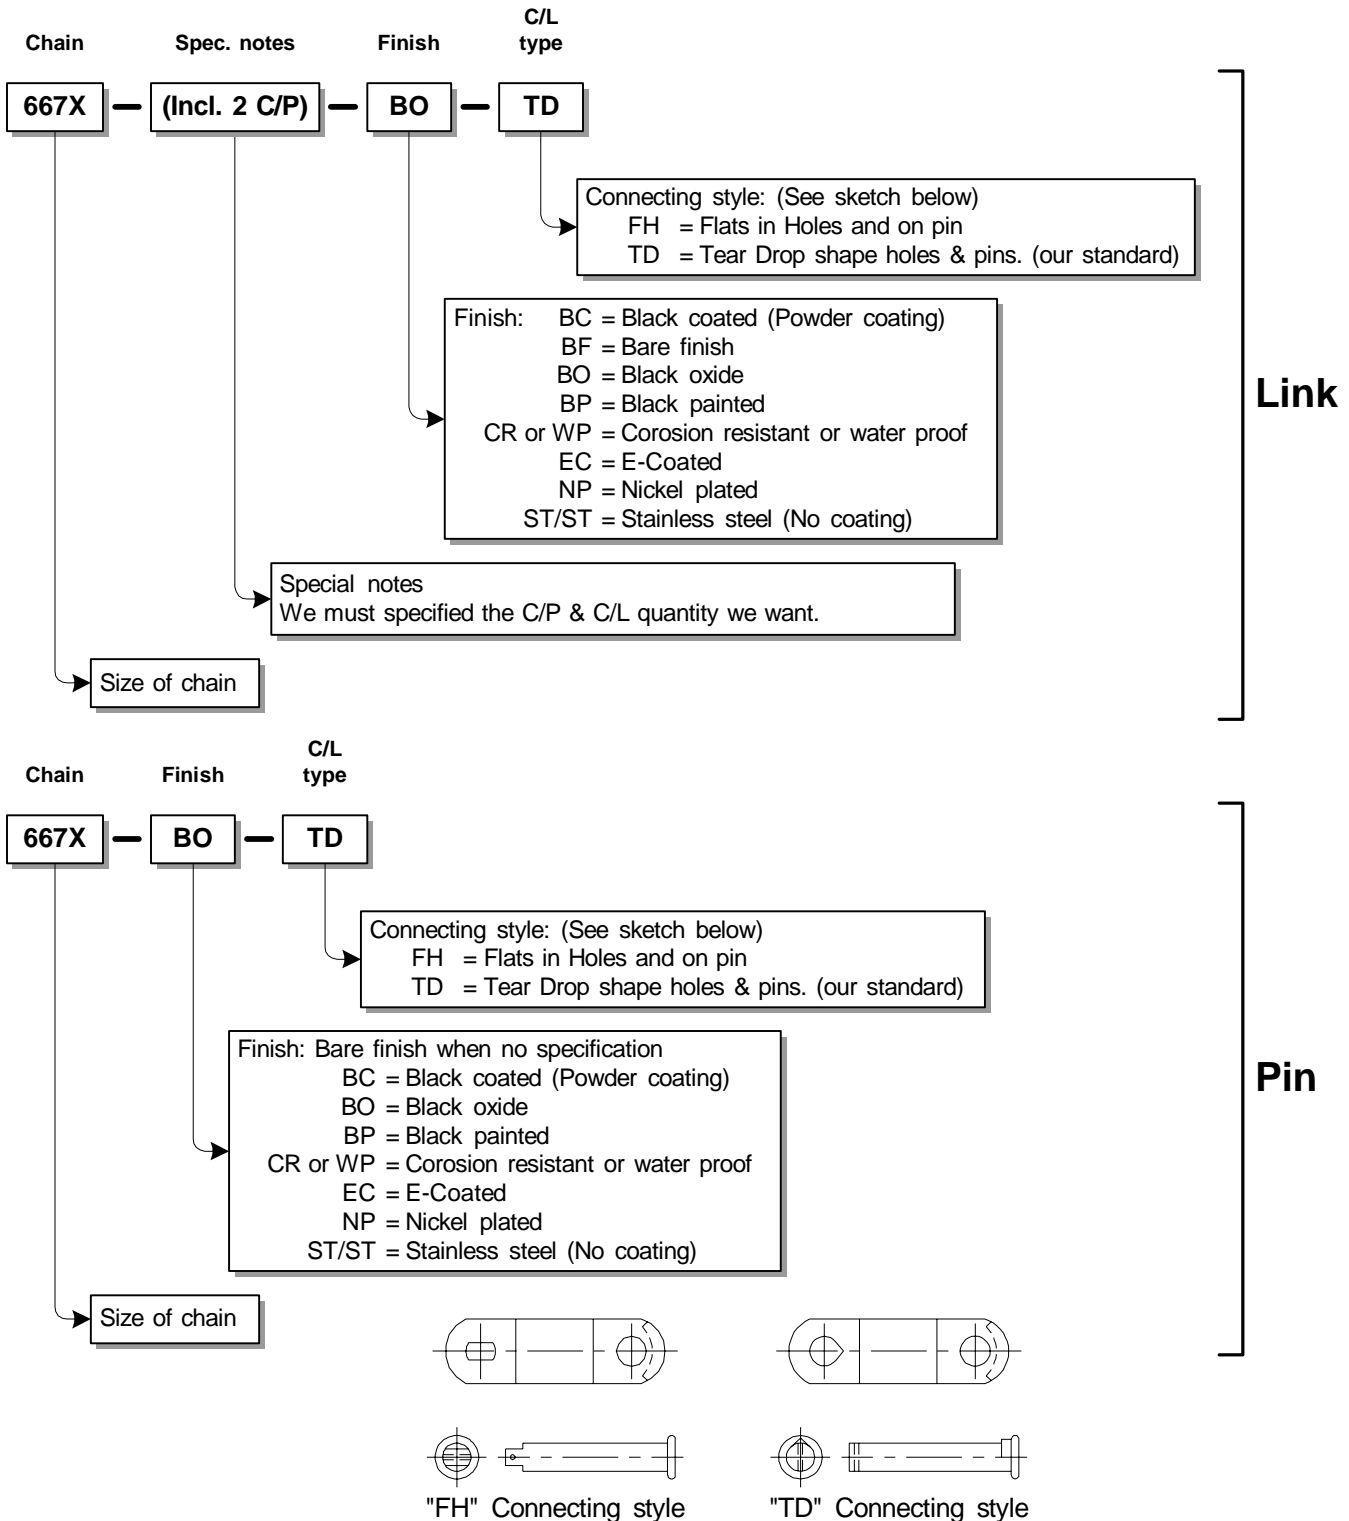 C/L
Chain Spec. notes Finish type
667X (Incl. 2 C/P) BO TD
Connecting style: (See sketch below)
FH = Flats in Holes and on pin
TD = Tear Drop shape holes & pins. (our standard)
Finish: BC = Black coated (Powder coating)
BF = Bare finish
BO = Black oxide
BP = Black painted
CR or WP = Corosion resistant or water proof
EC = E-Coated
NP = Nickel plated
ST/ST = Stainless steel (No coating)
Link
Special notes
We must specified the C/P & C/L quantity we want.
Size of chain
C/L
Chain Finish type
667X BO TD
Connecting style: (See sketch below)
FH = Flats in Holes and on pin
TD = Tear Drop shape holes & pins. (our standard)
Finish: Bare finish when no specification
BC = Black coated (Powder coating)
BO = Black oxide
BP = Black painted
CR or WP = Corosion resistant or water proof
EC = E-Coated
NP = Nickel plated
ST/ST = Stainless steel (No coating)
Pin
Size of chain
"FH" Connecting style "TD" Connecting style